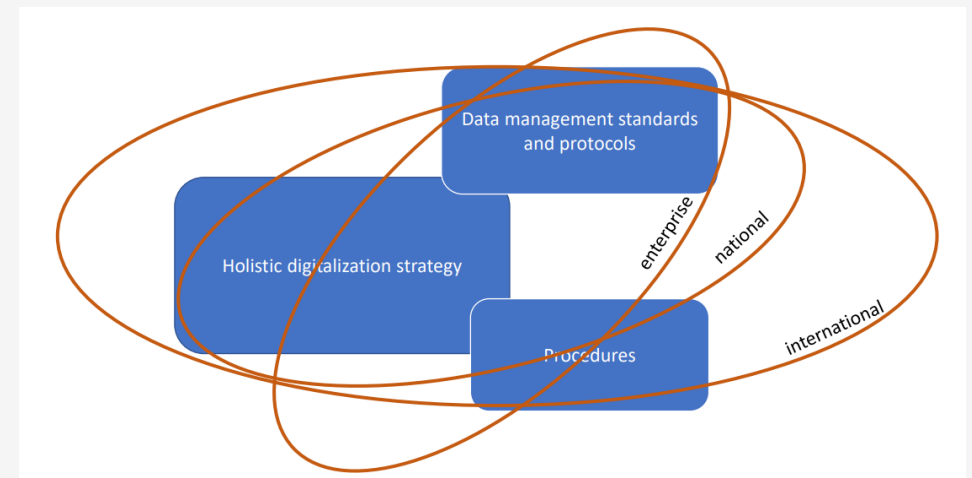 Data management standards
and protocols
Holistic digitalization strategy
enterprise
national
international
Procedures